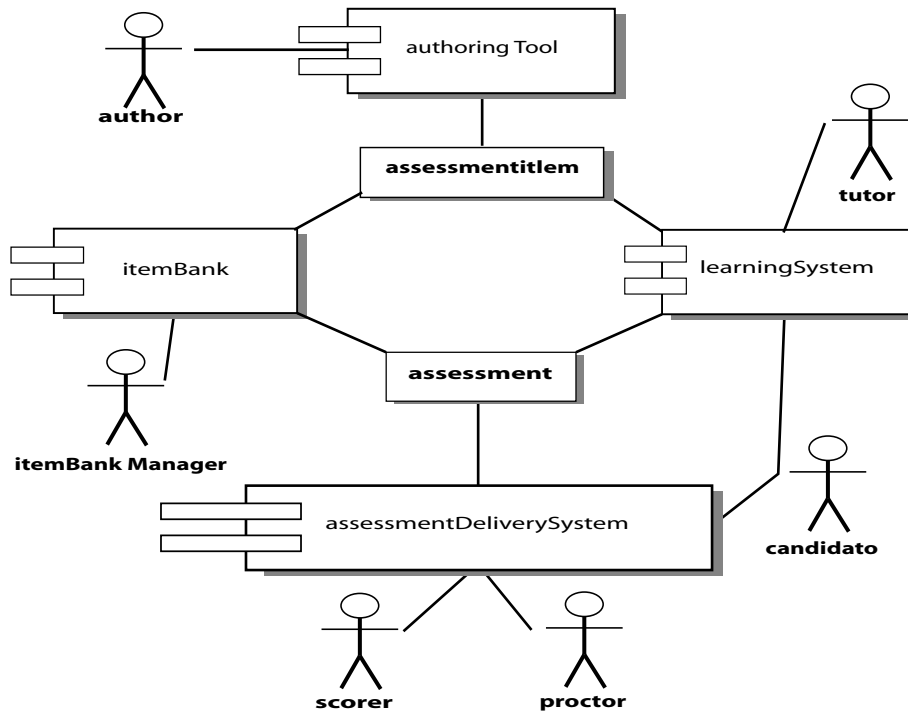 authoring Tool
author
assessmentitlem
tutor
itemBank
learningSystem
assessment
itemBank Manager
assessmentDeliverySystem
candidato
scorer
proctor